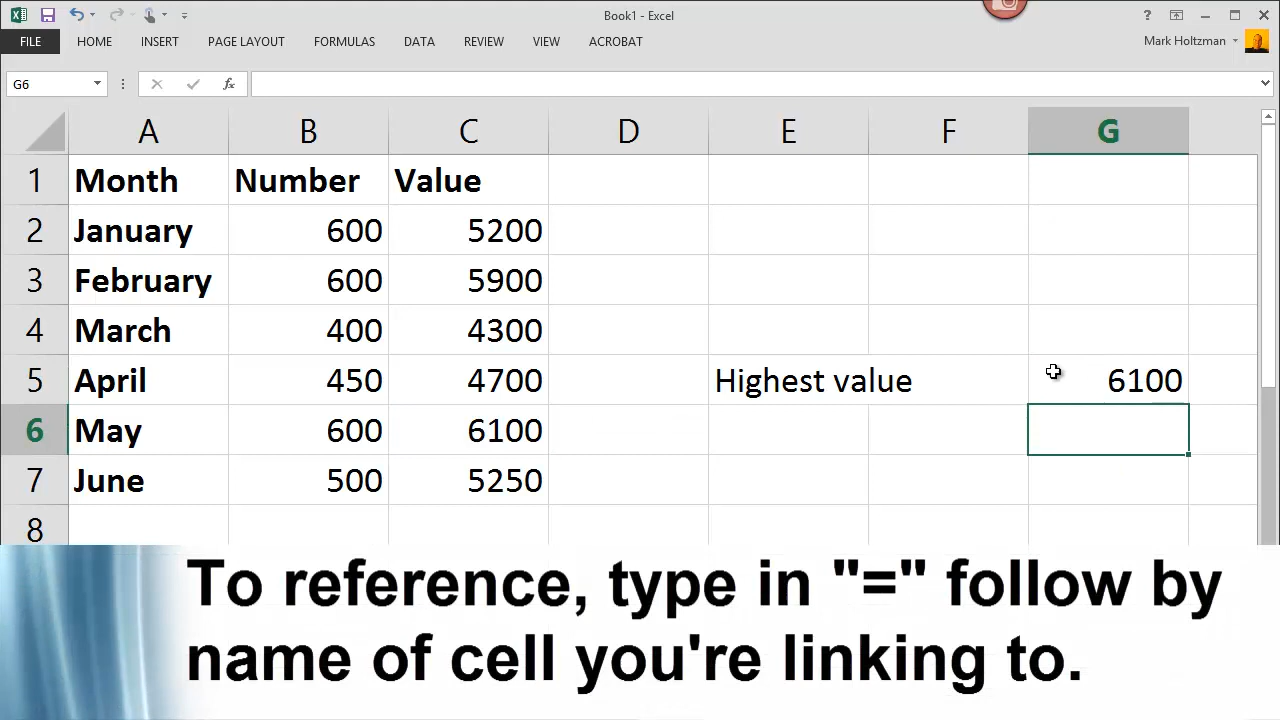 Book1 - Excel
FILE HOME INSERT PAGE LAYOUT FORMULAS DATA REVIEW VIEW ACROBAT Mark Holtzman
G6 fx
A B C D E F G
1 Month Number Value
2 January 600 5200
3 February 600 5900
4 March 400 4300
5 April 450 4700 Highest value 6100
6 May 600 6100
7 June 500 5250
8
To reference, type in "=" follow by
name of cell you're linking to.